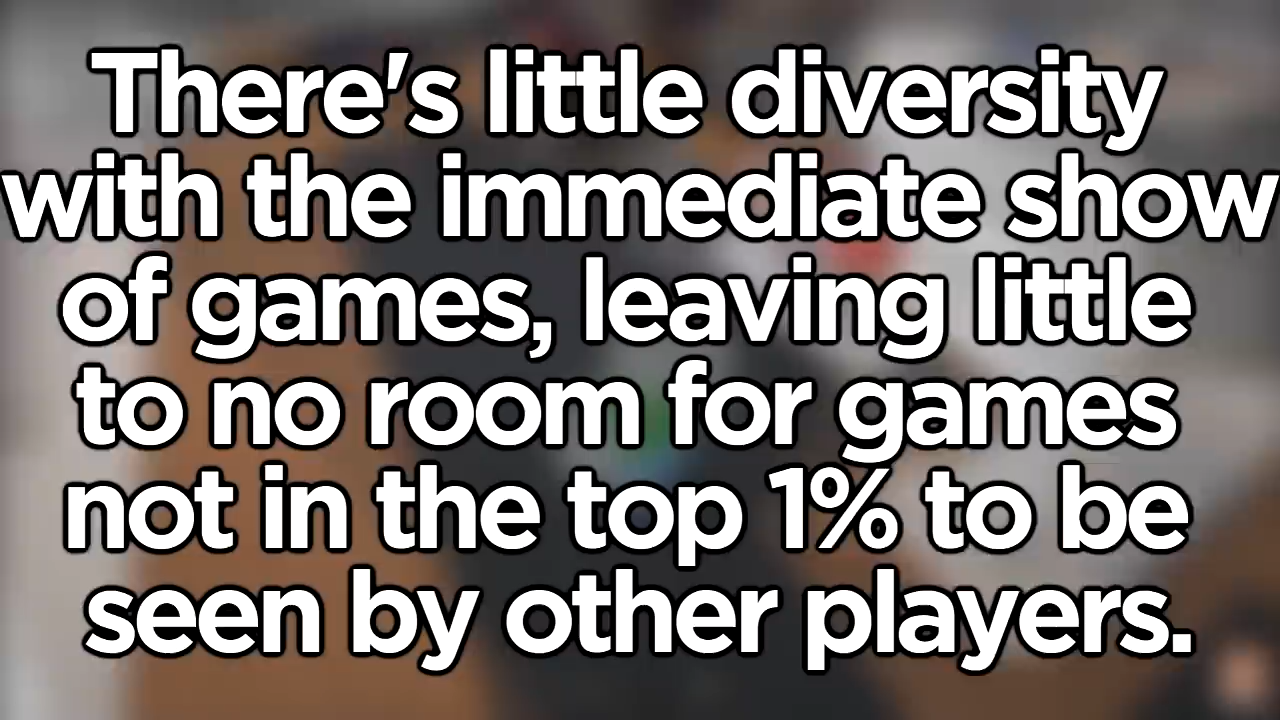 There's little diversity
with the immediate show
of games, leaving little
to no room for games
not in the top 1% to be
seen by other players.